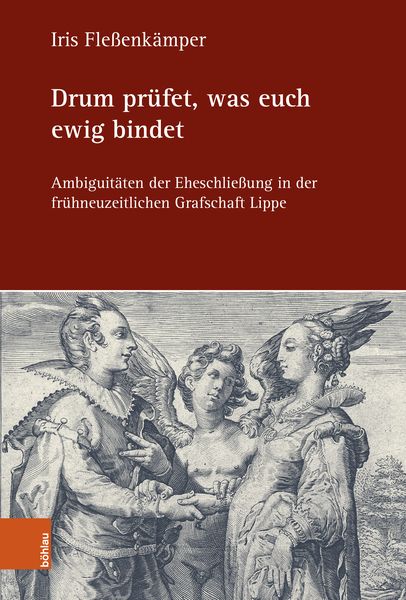 Iris Fleßenkämper
Drum prüfet, was euch
ewig bindet
Ambiguitäten der Eheschließung in der
frühneuzeitlichen Grafschaft Lippe
böhlau